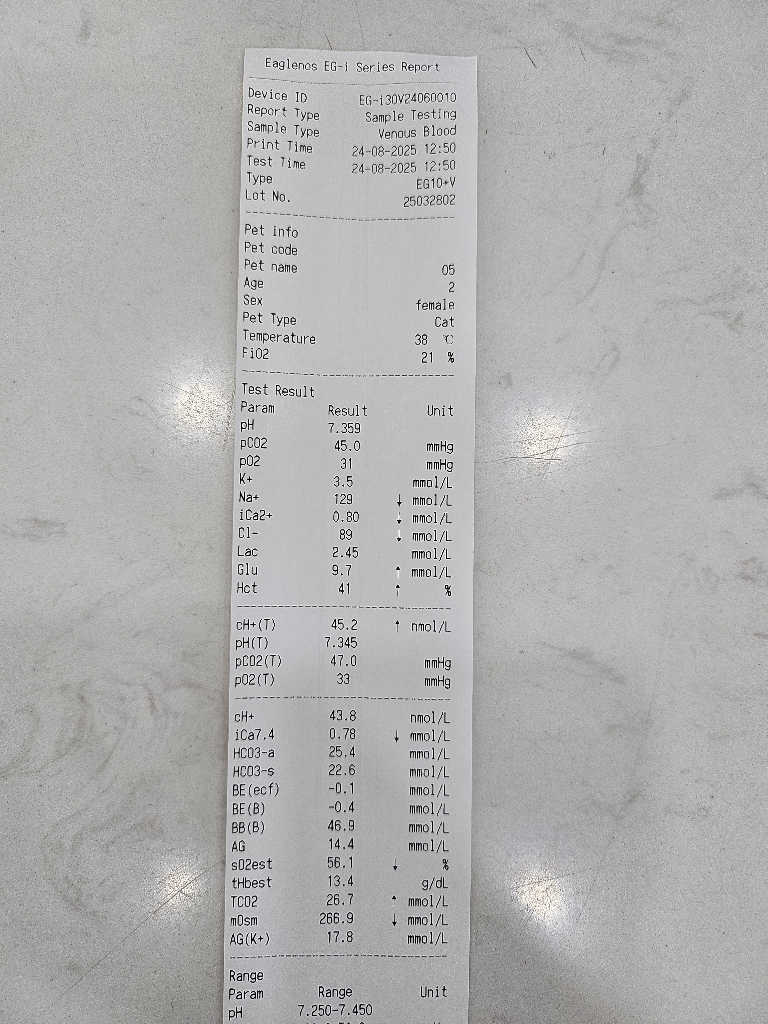 Eaglenos EG-i Series Report
Device ID EG-i30V24060010
Report Type Sample Testing
Sample Type Venous Blood
Print Time 24-08-2025 12:50
Test Time 24-08-2025 12:50
Type EG10+V
Lot No. 25032802
Pet info
Pet code
Pet name 05
Age 2
Sex female
Pet Type Cat
Temperature 38 ℃
FiO2 21 %
Test Result
Param Result Unit
pH 7.359
pCO2 45.0 mmHg
pO2 31 mmHg
K+ 3.5 mmol/L
Na+ 129 ↓ mmol/L
iCa2+ 0.80 ↓ mmol/L
Cl- 89 ↓ mmol/L
Lac 2.45 mmol/L
Glu 9.7 ↑ mmol/L
Hct 41 ↑ %
cH+(T) 45.2 ↑ nmol/L
pH(T) 7.345
pCO2(T) 47.0 mmHg
pO2(T) 33 mmHg
cH+ 43.8 nmol/L
iCa7.4 0.78 ↓ mmol/L
HCO3-a 25.4 mmol/L
HCO3-s 22.6 mmol/L
BE(ecf) -0.1 mmol/L
BE(B) -0.4 mmol/L
BB(B) 46.9 mmol/L
AG 14.4 mmol/L
sO2est 56.1 ↓ %
tHbest 13.4 g/dL
TCO2 26.7 ↑ mmol/L
mOsm 266.9 ↓ mmol/L
AG(K+) 17.8 mmol/L
Range
Param Range Unit
pH 7.250-7.450